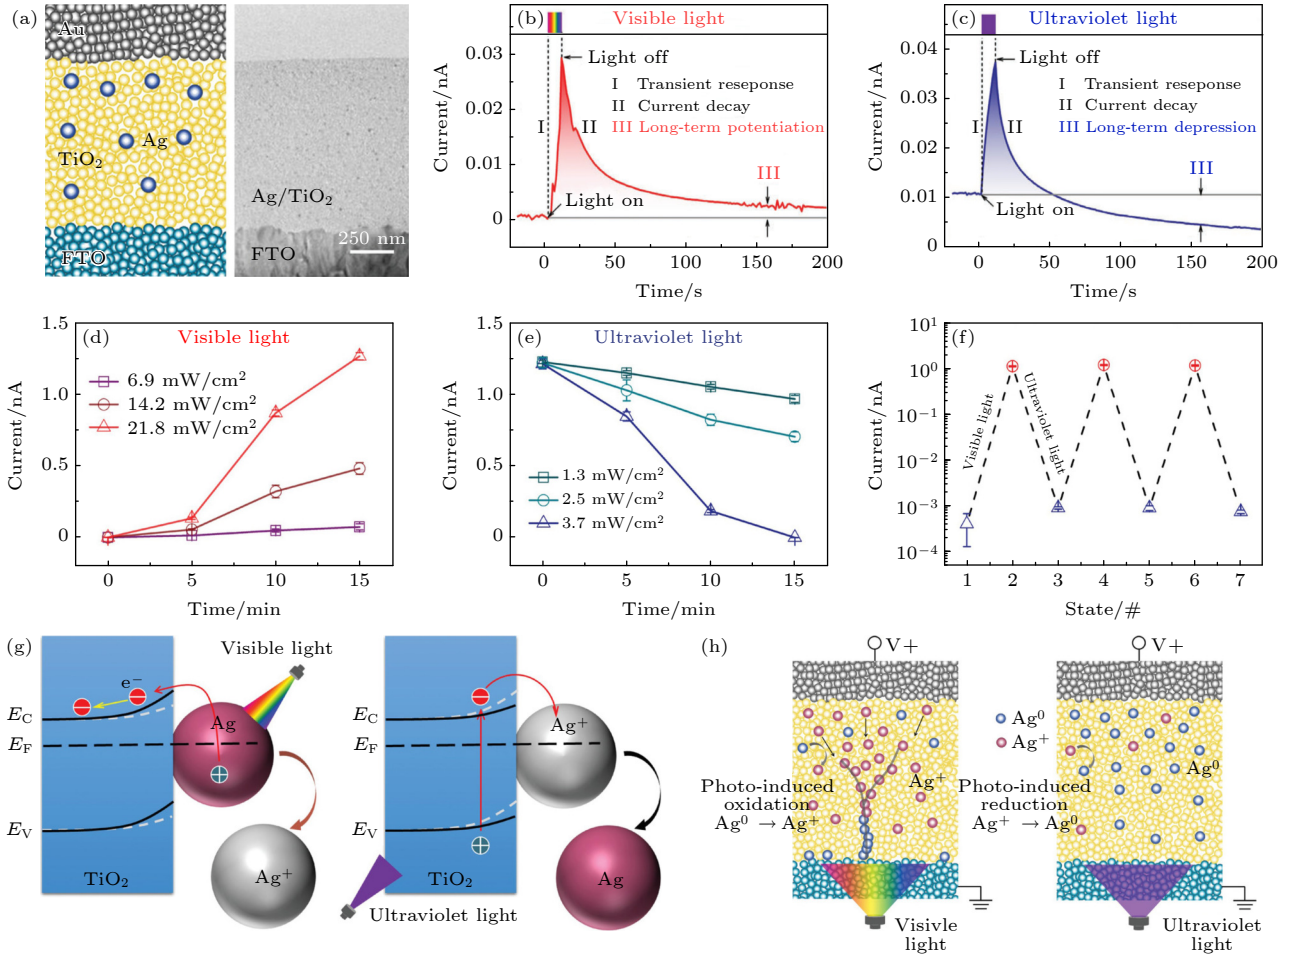 (a)
Au
Ag
TiO₂
FTO
Ag/TiO₂
250 nm
FTO
(b)
Visible light
Current/nA
0.03
0.02
0.01
0
Light off
I Transient response
II Current decay
III Long-term potentiation
I
II
III
Light on
0 50 100 150 200
Time/s
(c)
Ultraviolet light
Current/nA
0.04
0.03
0.02
0.01
0
Light off
I Transient response
II Current decay
III Long-term depression
I
II
III
Light on
0 50 100 150 200
Time/s
(d)
Visible light
Current/nA
1.5
1.0
0.5
0
6.9 mW/cm²
14.2 mW/cm²
21.8 mW/cm²
0 5 10 15
Time/min
(e)
Ultraviolet light
Current/nA
1.5
1.0
0.5
0
1.3 mW/cm²
2.5 mW/cm²
3.7 mW/cm²
0 5 10 15
Time/min
(f)
Current/nA
10¹
10⁰
10⁻¹
10⁻²
10⁻³
10⁻⁴
Visible light
Ultraviolet light
1 2 3 4 5 6 7
State/#
(g)
Visible light
e⁻
E_C
E_F
E_V
Ag
Ag⁺
TiO₂
E_C
E_F
E_V
Ag⁺
Ag
TiO₂
Ultraviolet light
(h)
V+
Ag⁺
Photo-induced
oxidation
Ag⁰ → Ag⁺
Visivle
light
Ag⁰
Ag⁺
V+
Ag⁰
Photo-induced
reduction
Ag⁺ → Ag⁰
Ultraviolet
light